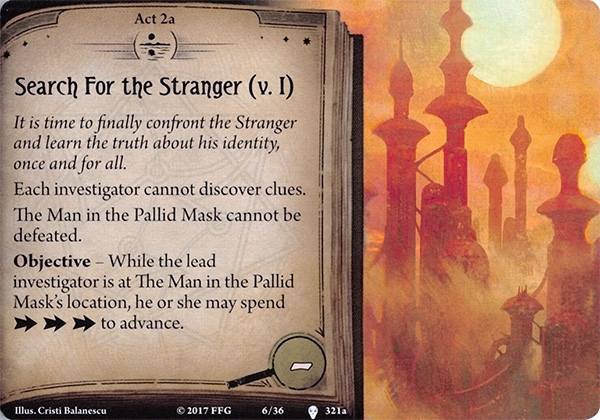 Act 2a
Search For the Stranger (v. I)
It is time to finally confront the Stranger
and learn the truth about his identity,
once and for all.
Each investigator cannot discover clues.
The Man in the Pallid Mask cannot be
defeated.
Objective – While the lead
investigator is at The Man in the Pallid
Mask's location, he or she may spend
to advance.
–
Illus. Cristi Balanescu © 2017 FFG 6/36 321a